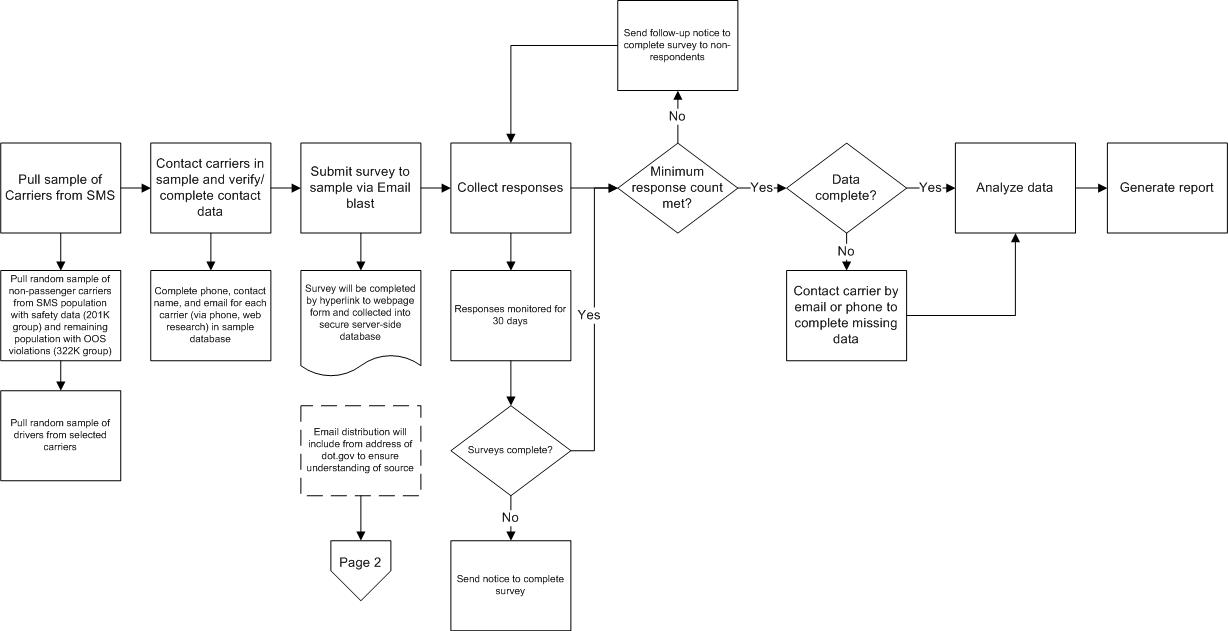 Send follow-up notice to
complete survey to non-
respondents
No
Pull sample of
Carriers from SMS
Contact carriers in
sample and verify/
complete contact
data
Submit survey to
sample via Email
blast
Collect responses
Minimum
response count
met?
Yes
Data
complete?
Yes
Analyze data
Generate report
No
Pull random sample of
non-passenger carriers
from SMS population
with safety data (201K
group) and remaining
population with OOS
violations (322K group)
Complete phone, contact
name, and email for each
carrier (via phone, web
research) in sample
database
Survey will be completed
by hyperlink to webpage
form and collected into
secure server-side
database
Responses monitored for
30 days
Yes
Contact carrier by
email or phone to
complete missing
data
Pull random sample of
drivers from selected
carriers
Email distribution will
include from address of
dot.gov to ensure
understanding of source
Surveys complete?
No
Page 2
Send notice to complete
survey